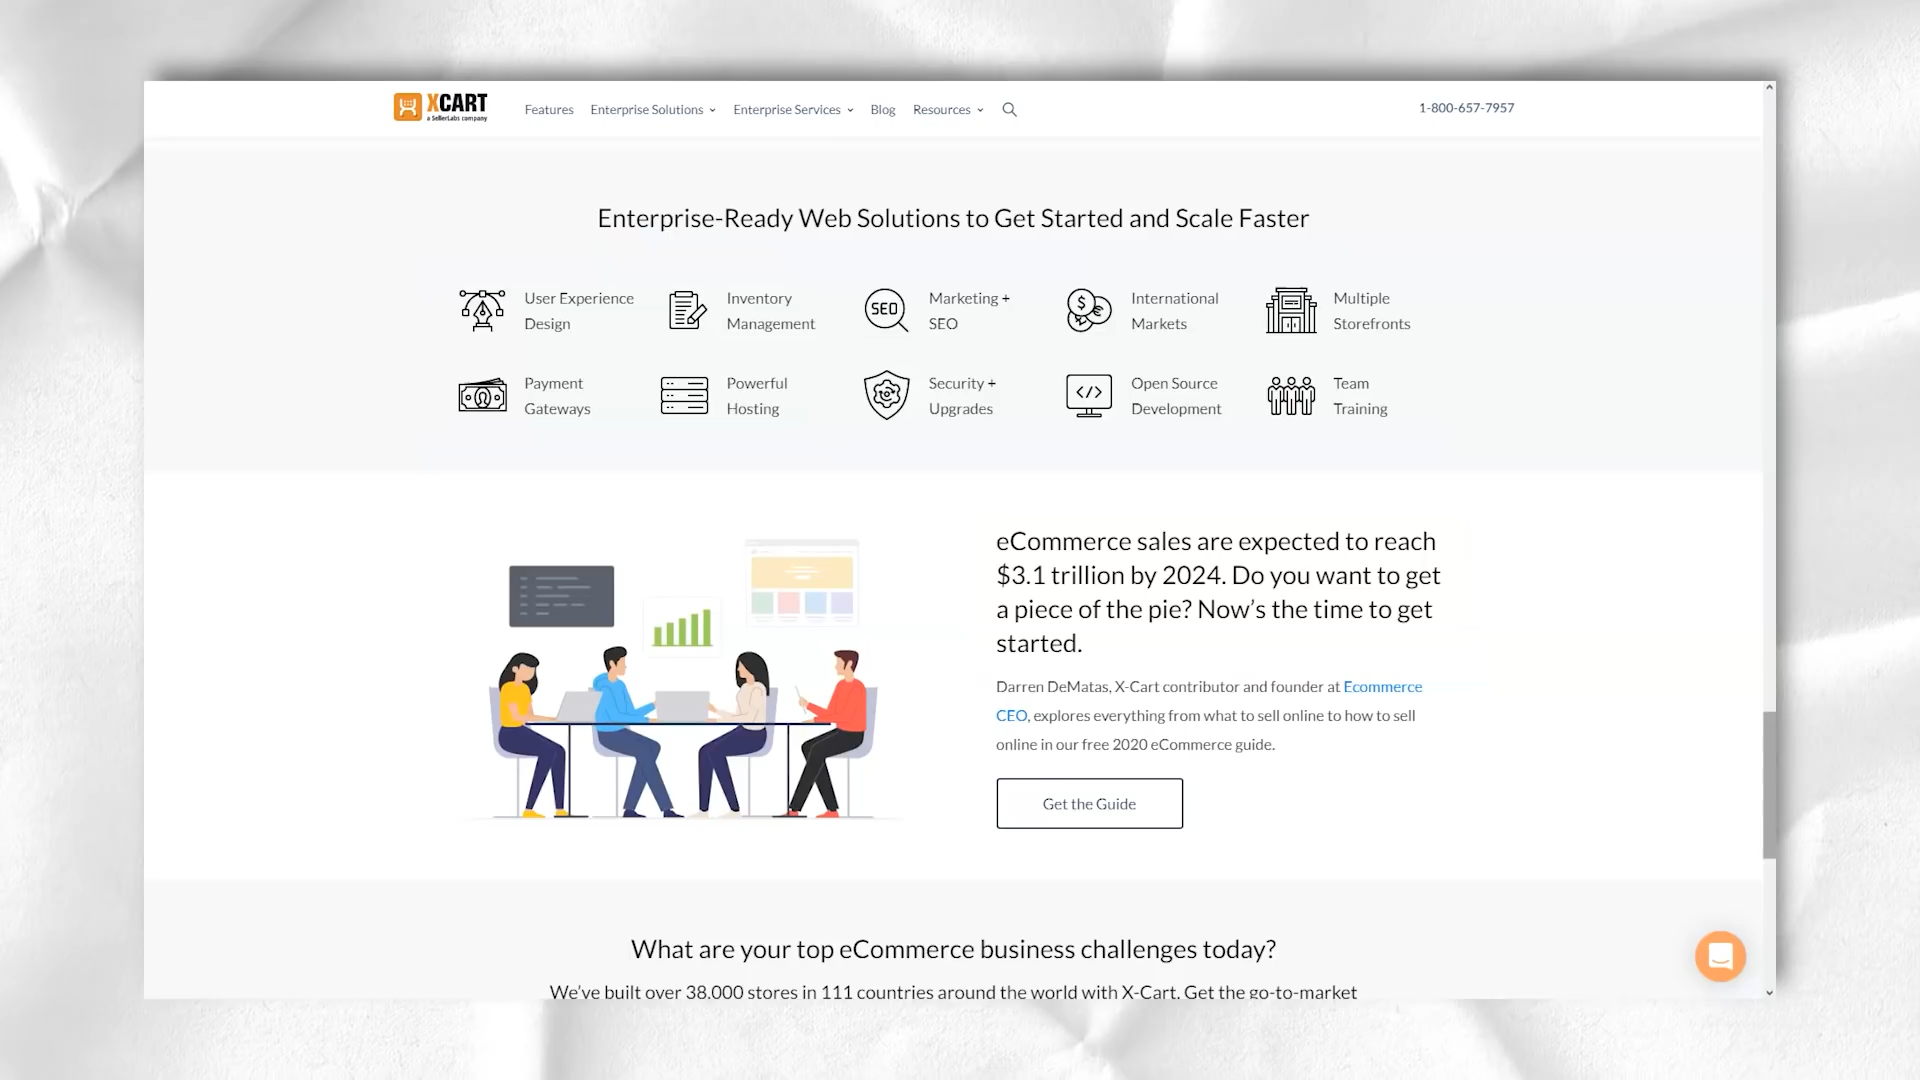 XCART
a SellerLabs company
Features
Enterprise Solutions
Enterprise Services
Blog
Resources
1-800-657-7957
Enterprise-Ready Web Solutions to Get Started and Scale Faster
User Experience
Design
Inventory
Management
SEO
Marketing +
SEO
$
€
International
Markets
Multiple
Storefronts
Payment
Gateways
Powerful
Hosting
Security +
Upgrades
</>
Open Source
Development
Team
Training
eCommerce sales are expected to reach
$3.1 trillion by 2024. Do you want to get
a piece of the pie? Now’s the time to get
started.
Darren DeMatas, X-Cart contributor and founder at Ecommerce
CEO, explores everything from what to sell online to how to sell
online in our free 2020 eCommerce guide.
Get the Guide
What are your top eCommerce business challenges today?
We’ve built over 38,000 stores in 111 countries around the world with X-Cart. Get the go-to-market